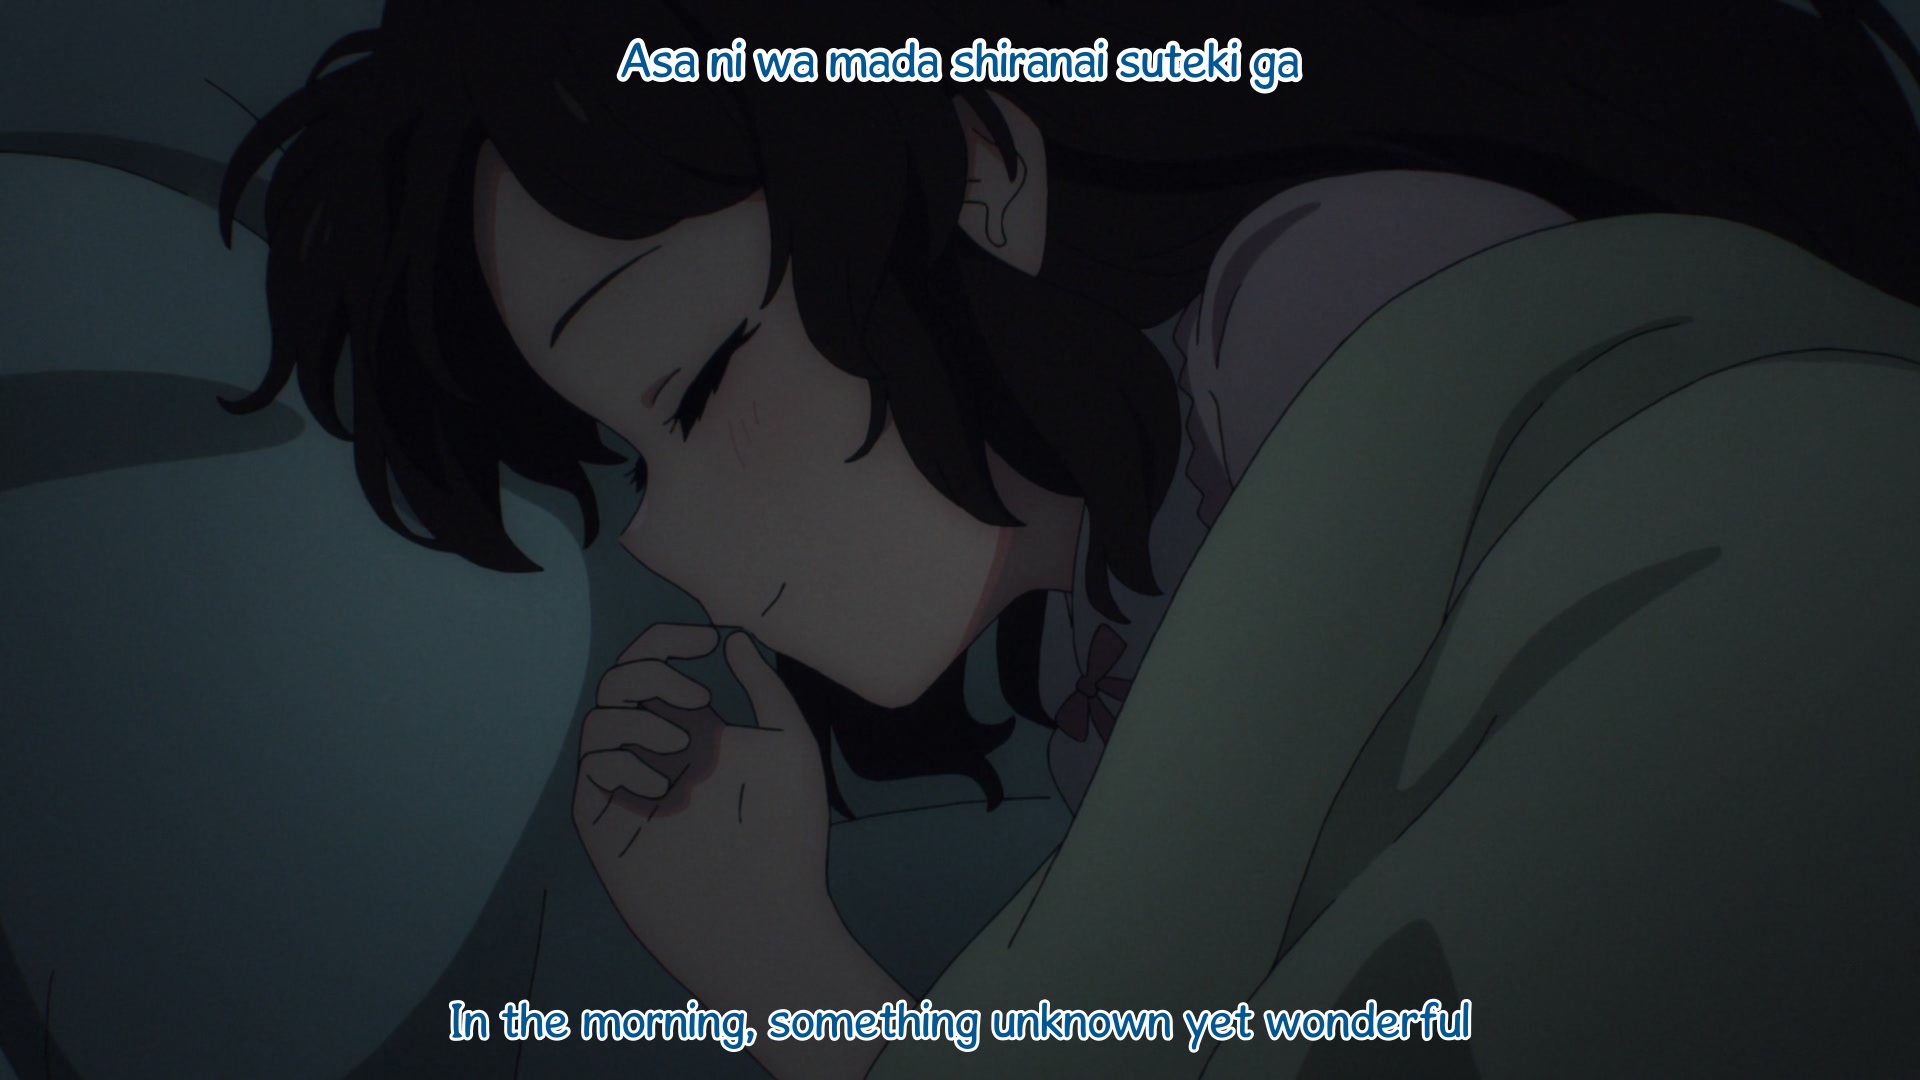 Asa ni wa mada shiranai suteki ga
In the morning, something unknown yet wonderful